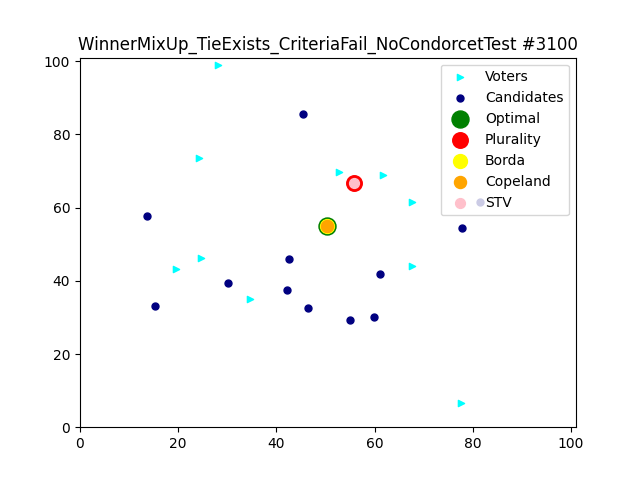 WinnerMixUp_TieExists_CriteriaFail_NoCondorcetTest #3100
100
80
60
40
20
0
0 20 40 60 80 100
Voters
Candidates
Optimal
Plurality
Borda
Copeland
STV